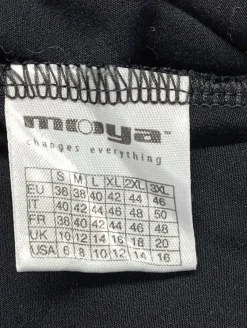 moya™
changes everything
S M L XL 2XL 3XL
EU 36 38 40 42 44 46
IT 40 42 44 46 48 50
FR 38 40 42 44 46 48
UK 10 12 14 16 18 20
USA 6 8 10 12 14 16